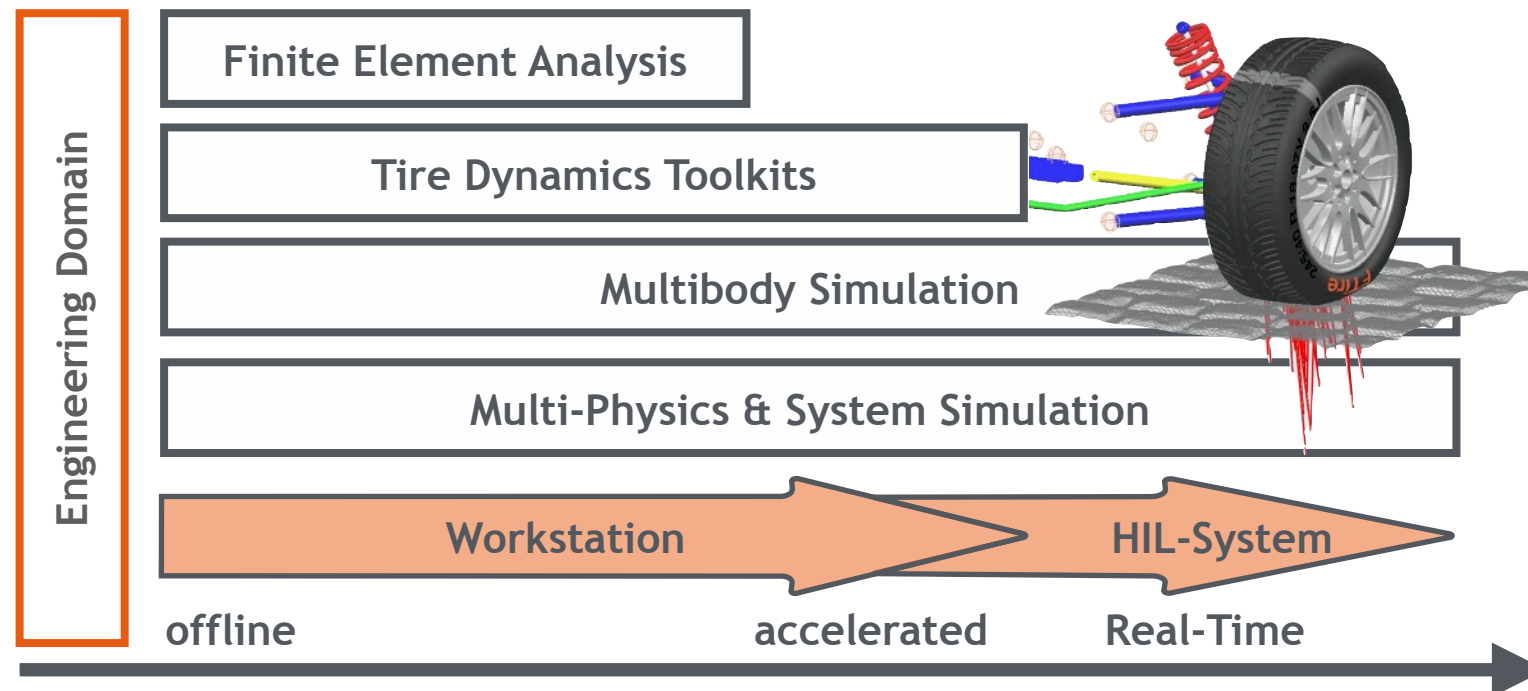 Engineering Domain
Finite Element Analysis
Tire Dynamics Toolkits
Multibody Simulation
Multi-Physics & System Simulation
Workstation
HIL-System
offline
accelerated
Real-Time
FTire